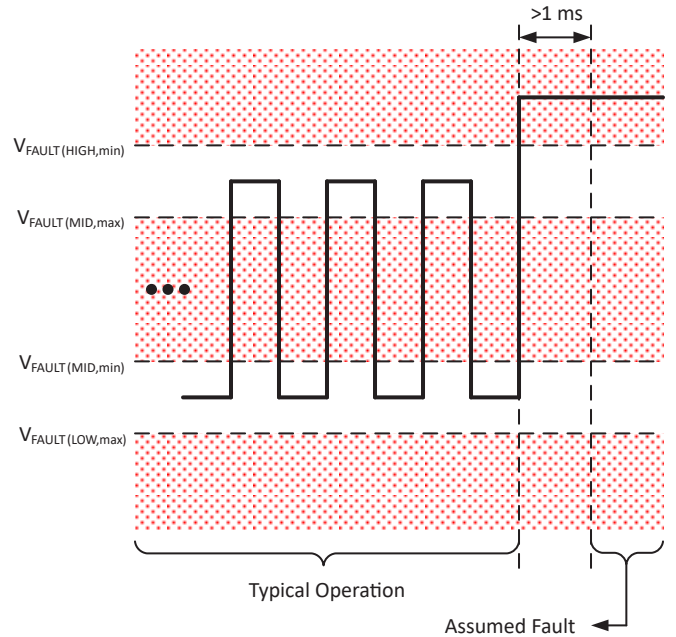 >1 ms
VFAULT(HIGH,min)
VFAULT(MID,max)
VFAULT(MID,min)
VFAULT(LOW,max)
Typical Operation
Assumed Fault